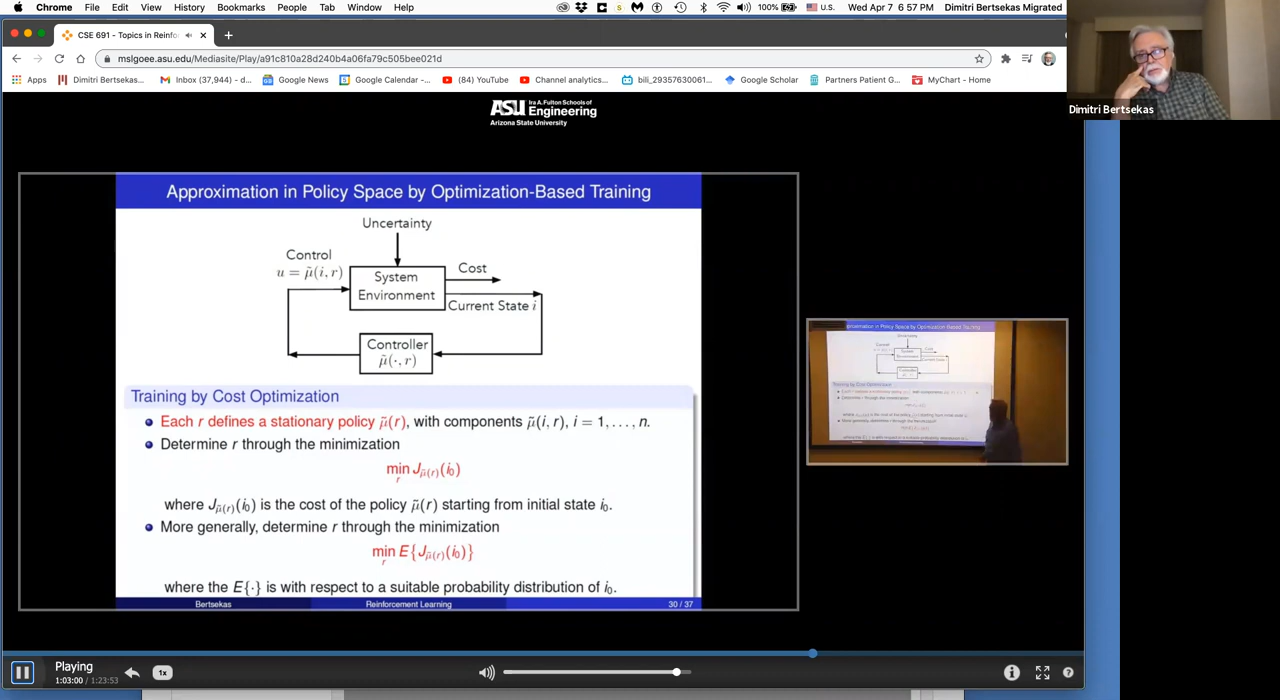 Chrome File Edit View History Bookmarks People Tab Window Help 100% U.S. Wed Apr 7 6:57 PM Dimitri Bertsekas Migrated
CSE 691 - Topics in Reinfo
mslgoee.asu.edu/Mediasite/Play/a91c810a28d240b4a06fa79c505bee021d
Apps Dimitri Bertsekas... Inbox (37,944) - d... Google News Google Calendar -... (84) YouTube Channel analytics... bili_29357630061... Google Scholar Partners Patient G... MyChart - Home
Dimitri Bertsekas
ASU Ira A. Fulton Schools of
Engineering
Arizona State University
Approximation in Policy Space by Optimization-Based Training
Uncertainty
Control
u = μ̃(i, r)
System
Environment
Cost
Current State i
Controller
μ̃(·, r)
Training by Cost Optimization
Each r defines a stationary policy μ̃(r), with components μ̃(i, r), i = 1, . . . , n.
Determine r through the minimization
min_r J_μ̃(r)(i₀)
where J_μ̃(r)(i₀) is the cost of the policy μ̃(r) starting from initial state i₀.
More generally, determine r through the minimization
min_r E{J_μ̃(r)(i₀)}
where the E{·} is with respect to a suitable probability distribution of i₀.
Bertsekas Reinforcement Learning 30 / 37
Playing
1:03:00 / 1:23:53
1x